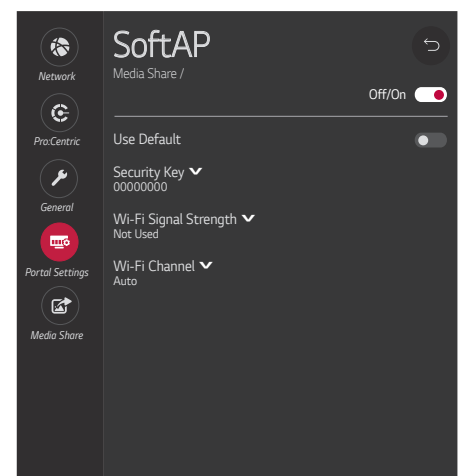 SoftAP
Media Share /
Off/On
Network
Pro:Centric
General
Portal Settings
Media Share
Use Default
Security Key
00000000
Wi-Fi Signal Strength
Not Used
Wi-Fi Channel
Auto